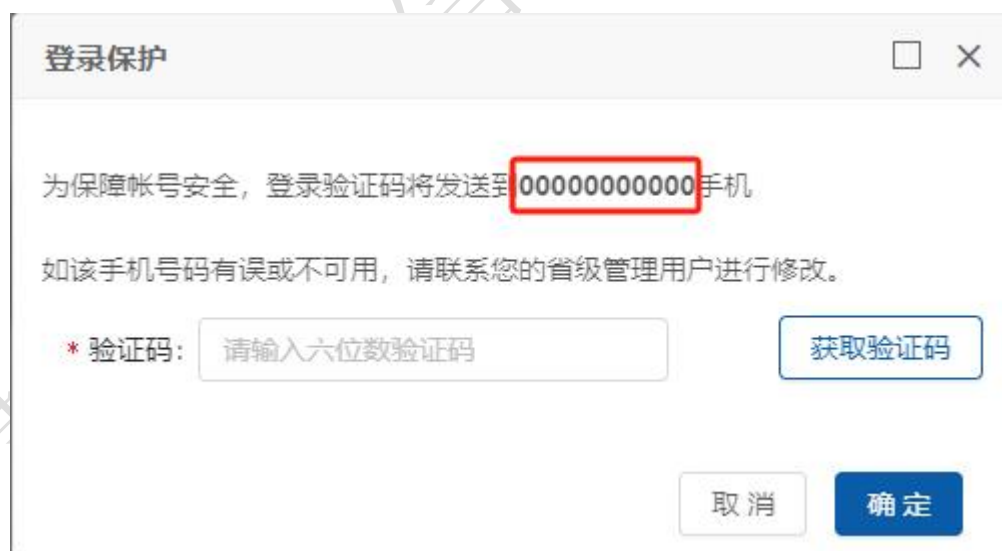 登录保护
为保障帐号安全，登录验证码将发送到00000000000手机
如该手机号码有误或不可用，请联系您的省级管理用户进行修改。
* 验证码： 请输入六位数验证码 获取验证码
取消 确定